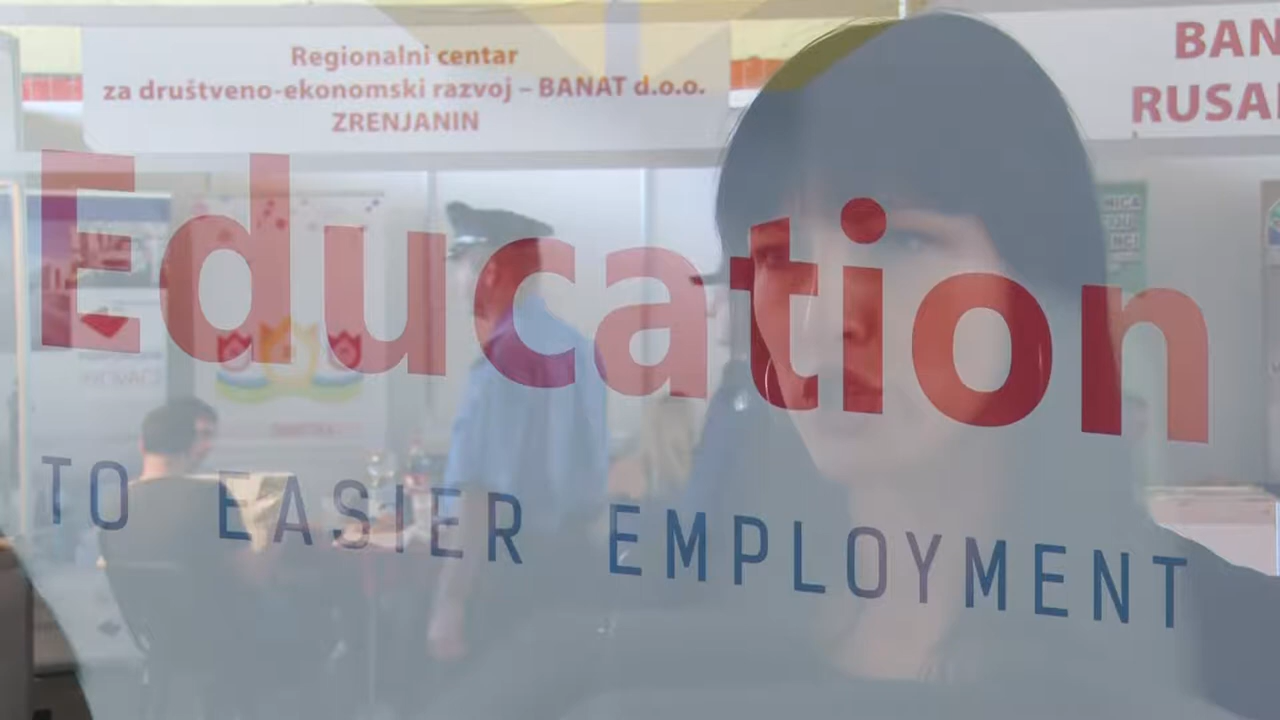 Regionalni centar
za društveno-ekonomski razvoj – BANAT d.o.o.
ZRENJANIN
BAN
RUSA
Education
TO EASIER EMPLOYMENT